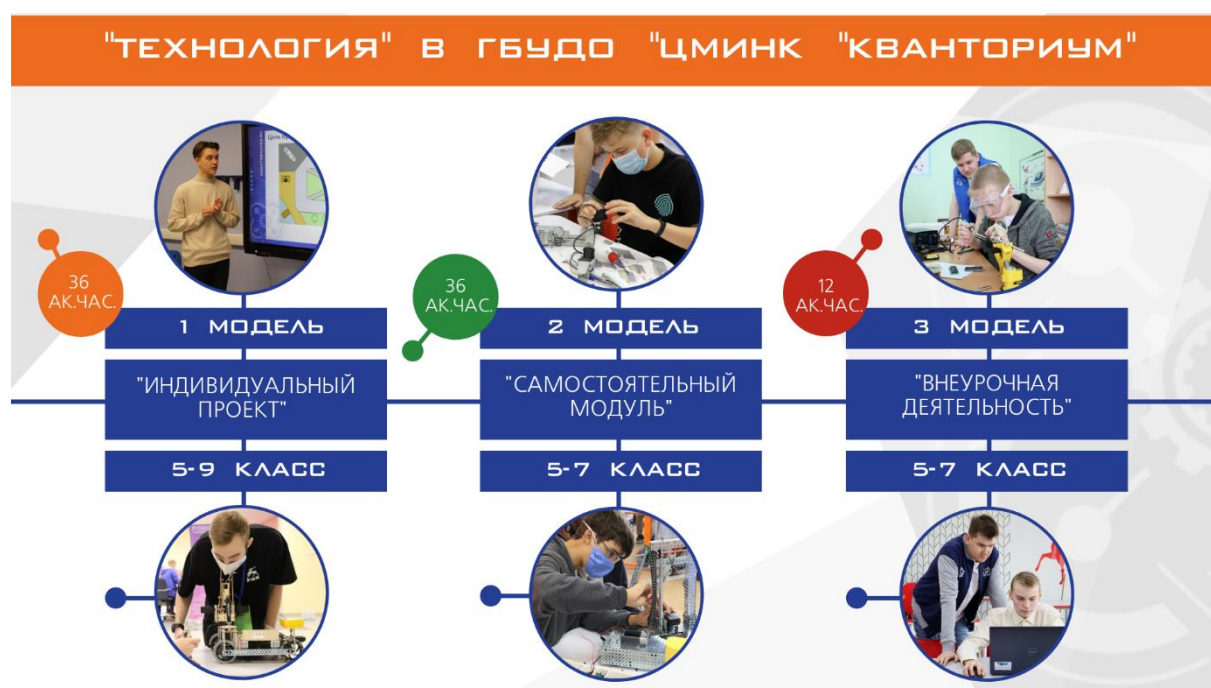 "ТЕХНОЛОГИЯ" В ГБУДО "ЦМИНК "КВАНТОРИУМ"
36
АК.ЧАС.
1 МОДЕЛЬ
"ИНДИВИДУАЛЬНЫЙ
ПРОЕКТ"
5-9 КЛАСС
36
АК.ЧАС.
2 МОДЕЛЬ
"САМОСТОЯТЕЛЬНЫЙ
МОДУЛЬ"
5-7 КЛАСС
12
АК.ЧАС.
3 МОДЕЛЬ
"ВНЕУРОЧНАЯ
ДЕЯТЕЛЬНОСТЬ"
5-7 КЛАСС